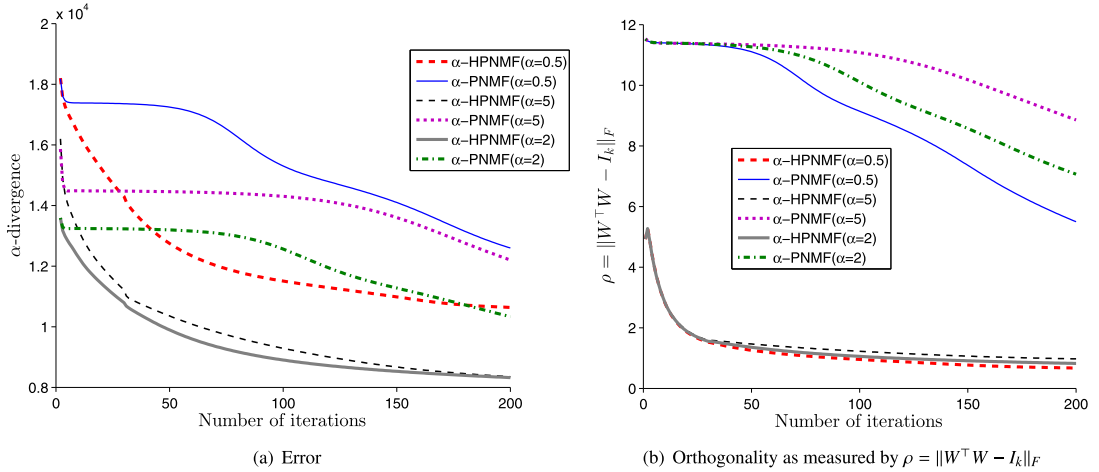 x 10⁴
2
1.8
1.6
1.4
1.2
1
0.8
α-divergence
0
50
100
150
200
Number of iterations
α−HPNMF(α=0.5)
α−PNMF(α=0.5)
α−HPNMF(α=5)
α−PNMF(α=5)
α−HPNMF(α=2)
α−PNMF(α=2)
(a) Error
12
10
8
6
4
2
0
ρ = ||W⊤W − I_k||_F
0
50
100
150
200
Number of iterations
α−HPNMF(α=0.5)
α−PNMF(α=0.5)
α−HPNMF(α=5)
α−PNMF(α=5)
α−HPNMF(α=2)
α−PNMF(α=2)
(b) Orthogonality as measured by ρ = ||W⊤W − I_k||_F